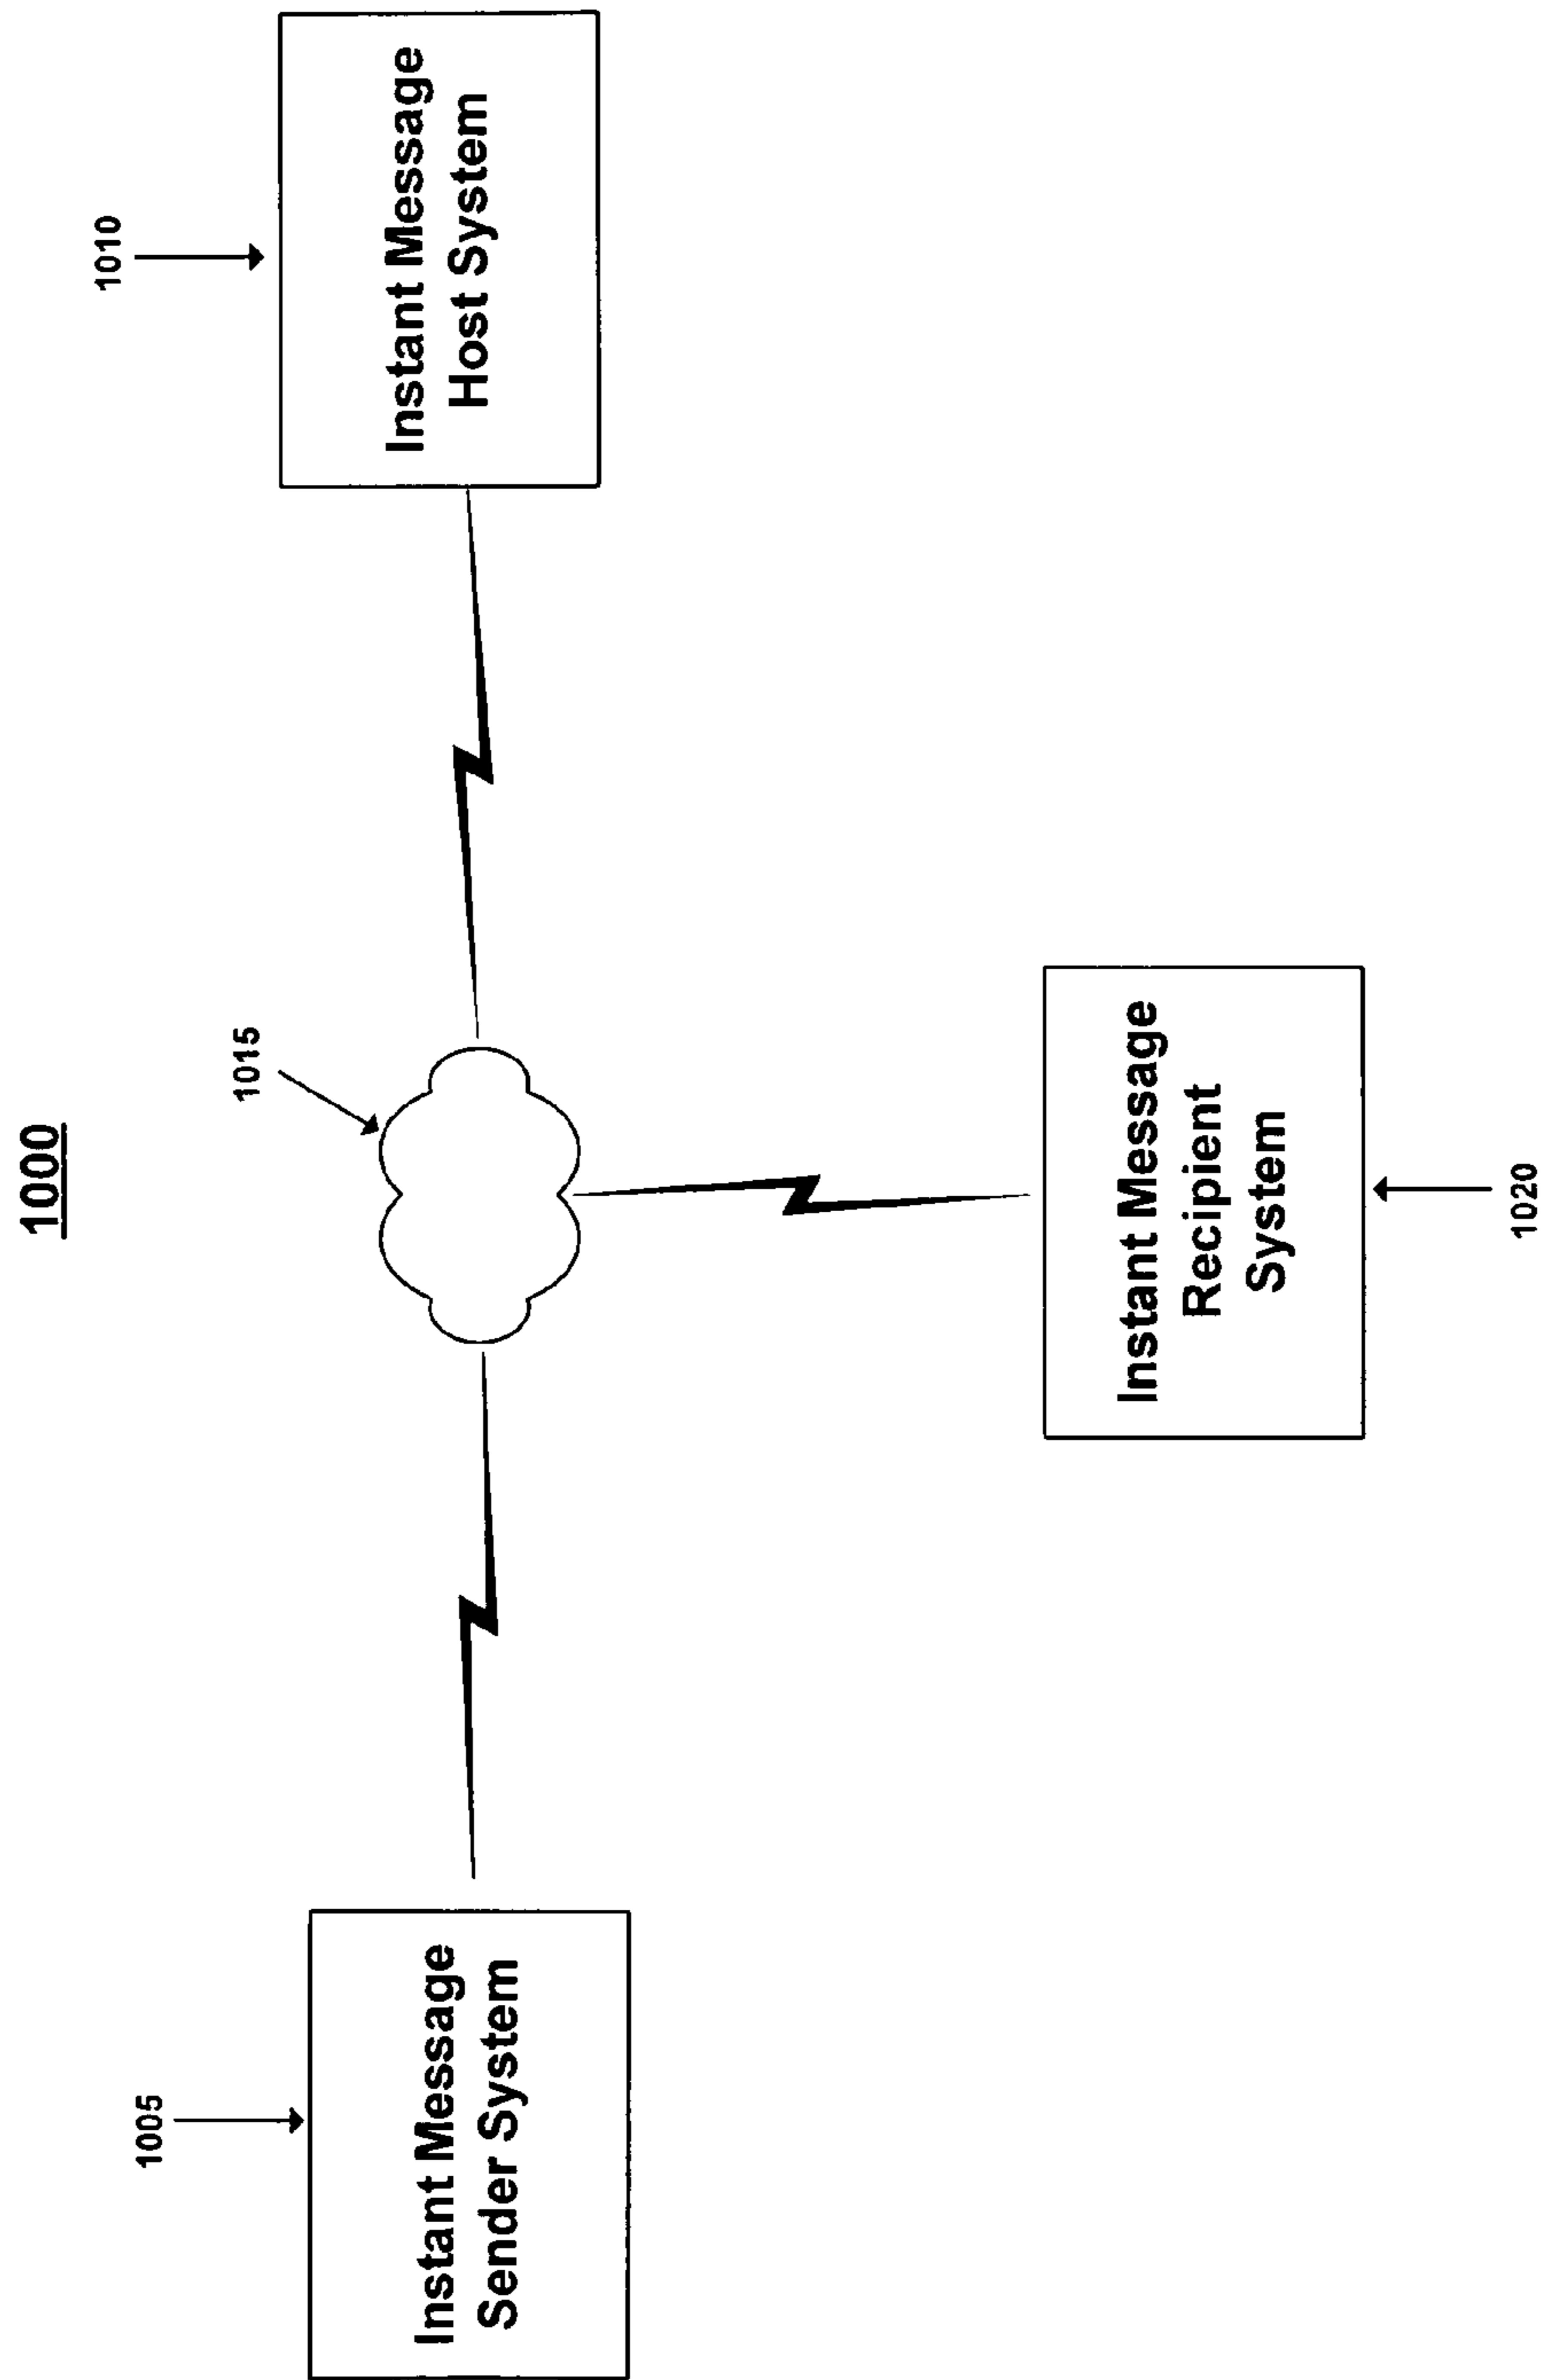 1000
1015
1010
1005
Instant Message
Sender System
Instant Message
Host System
Instant Message
Recipient
System
1020